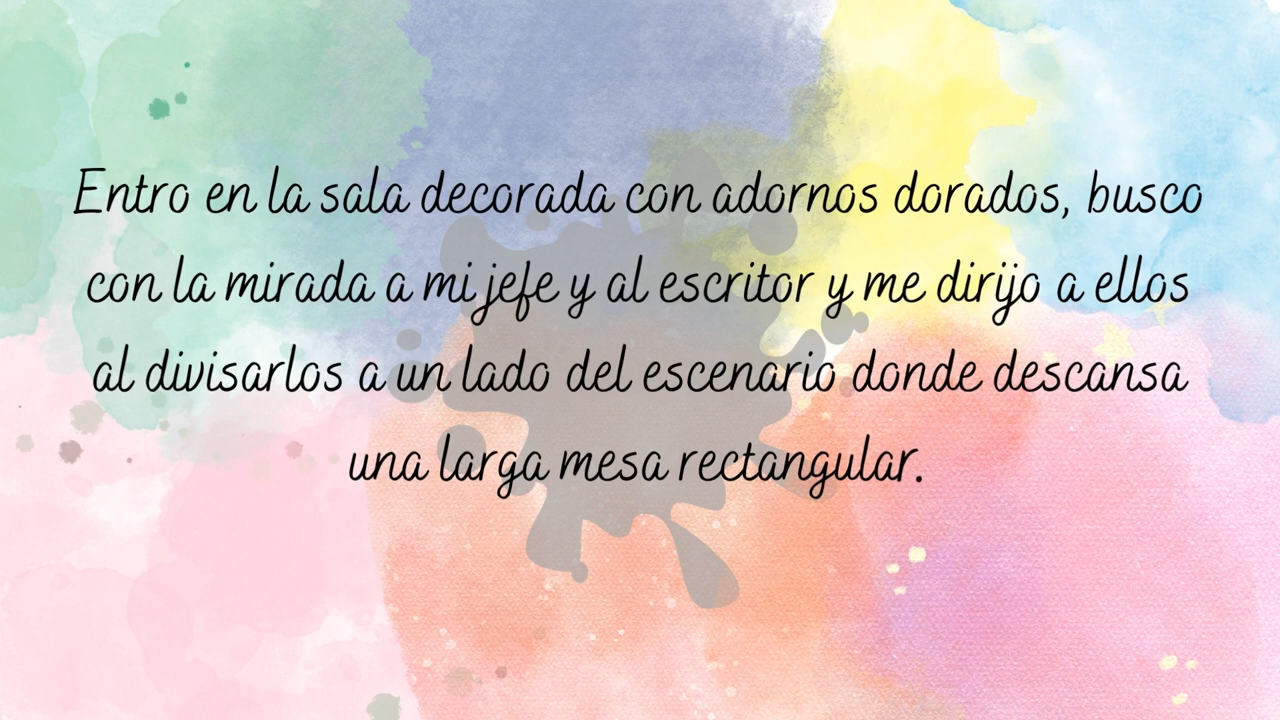 Entro en la sala decorada con adornos dorados, busco
con la mirada a mi jefe y al escritor y me dirijo a ellos
al divisarlos a un lado del escenario donde descansa
una larga mesa rectangular.